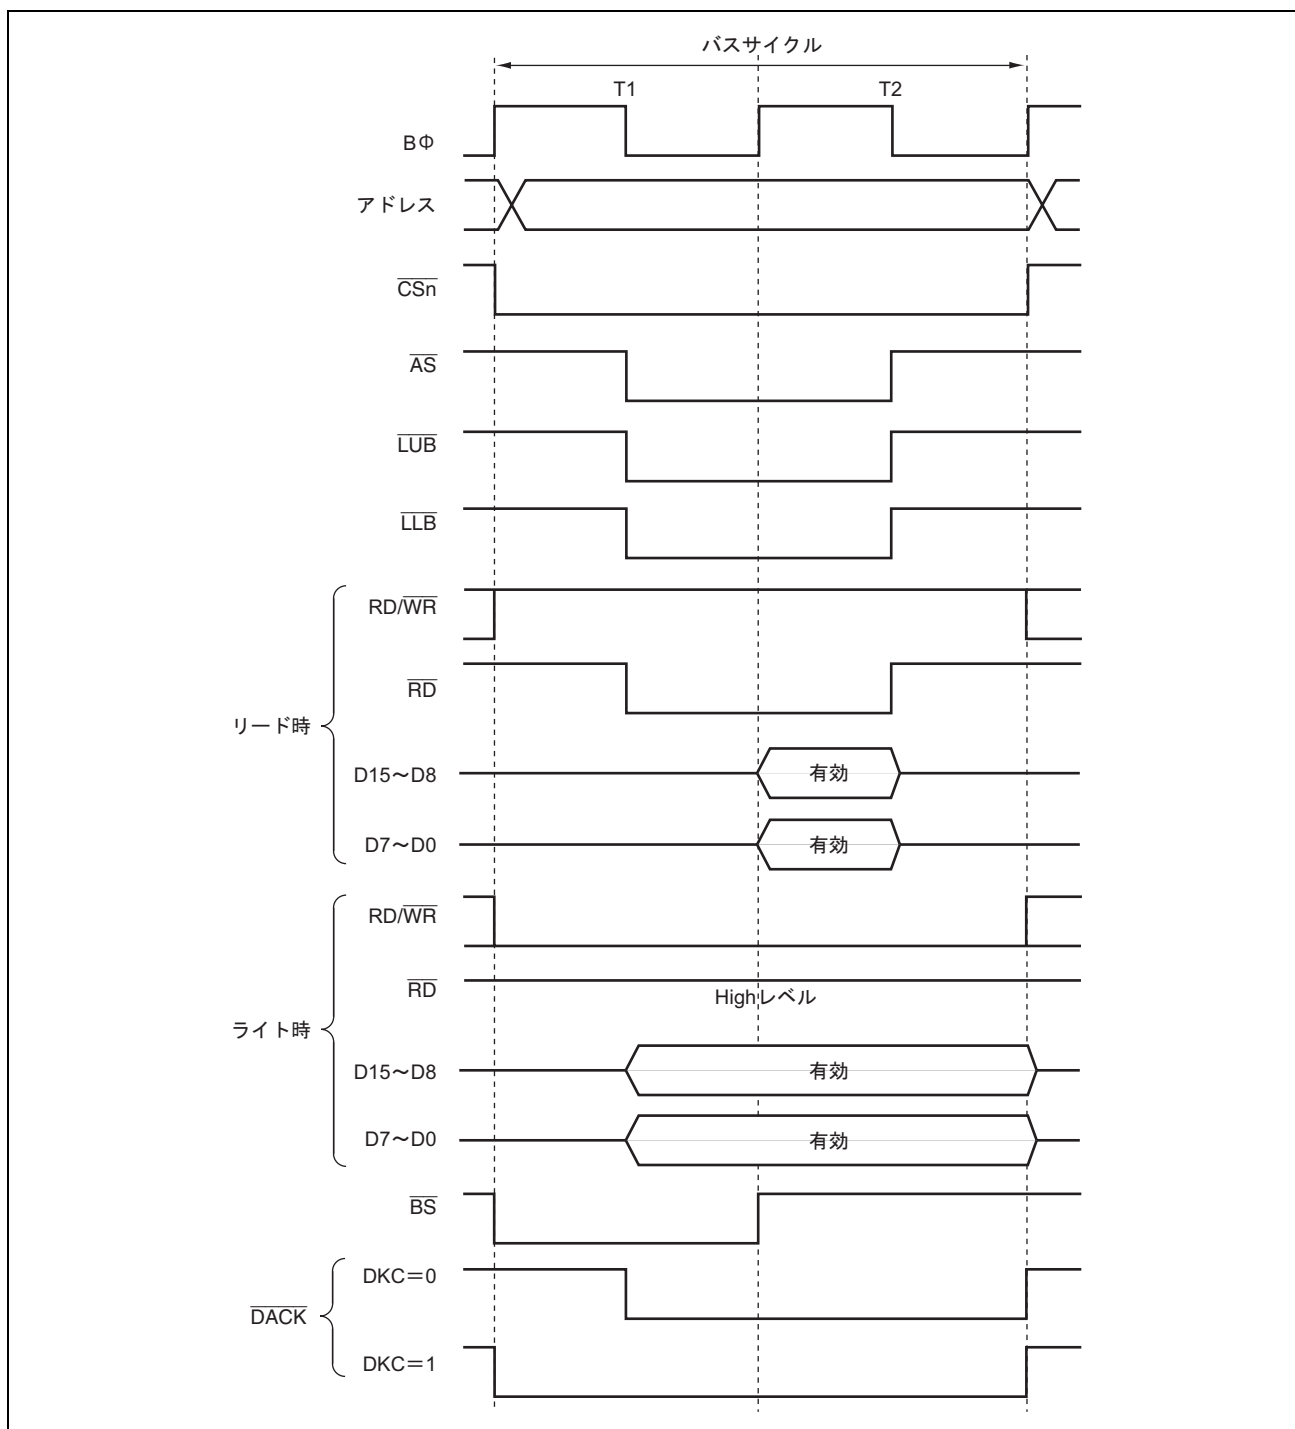 バスサイクル
T1
T2
BΦ
アドレス
CSn
AS
LUB
LLB
リード時
RD/WR
RD
D15～D8
有効
D7～D0
有効
ライト時
RD/WR
RD
Highレベル
D15～D8
有効
D7～D0
有効
BS
DACK
DKC＝0
DKC＝1